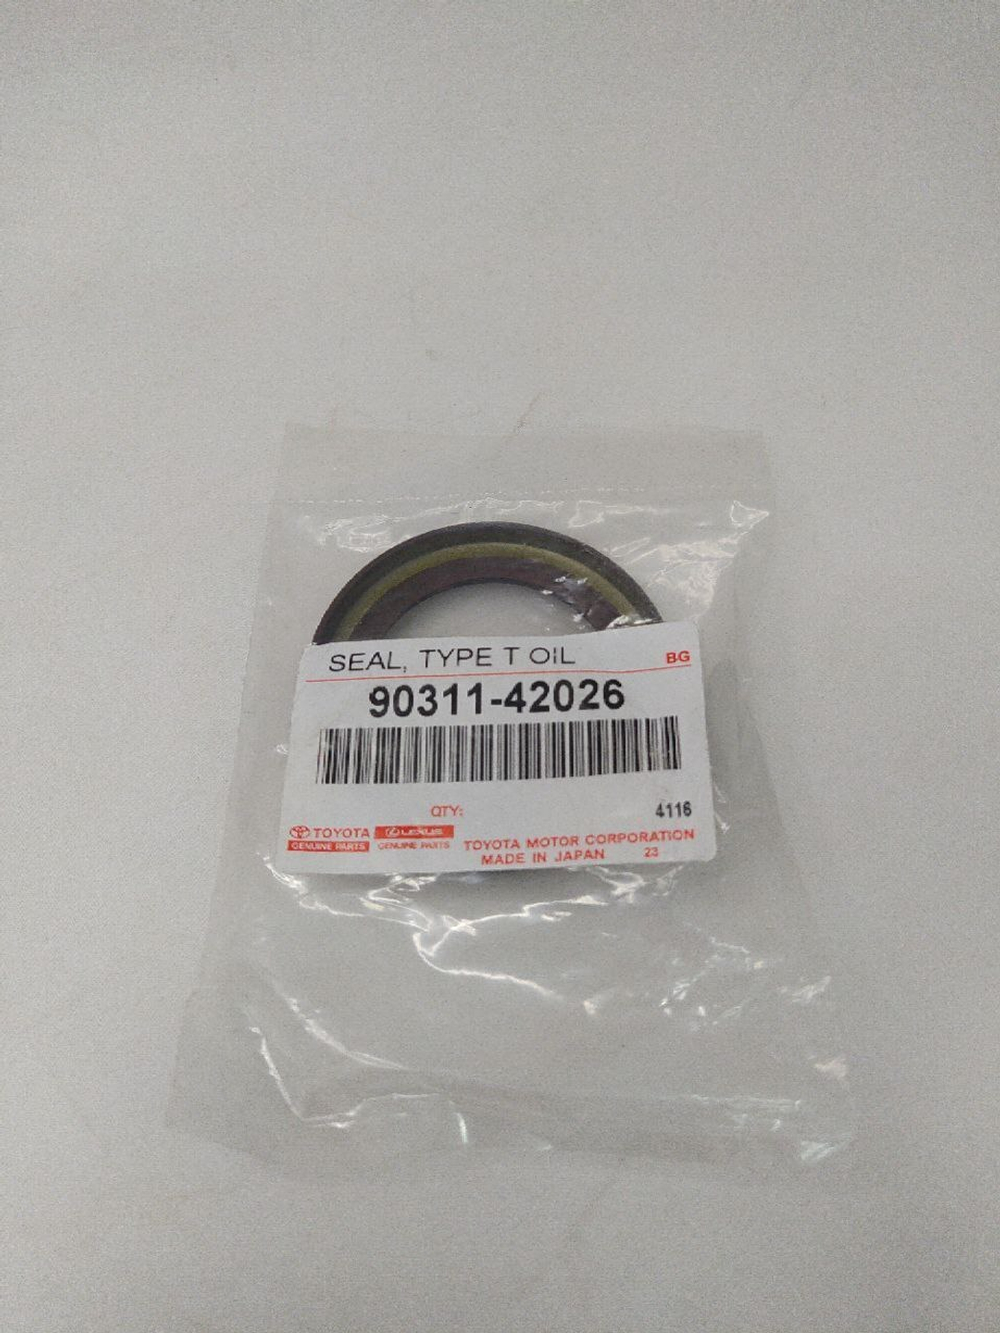 SEAL, TYPE T OIL BG
90311-42026
QTY: 4116
TOYOTA LEXUS TOYOTA MOTOR CORPORATION
GENUINE PARTS GENUINE PARTS MADE IN JAPAN 23